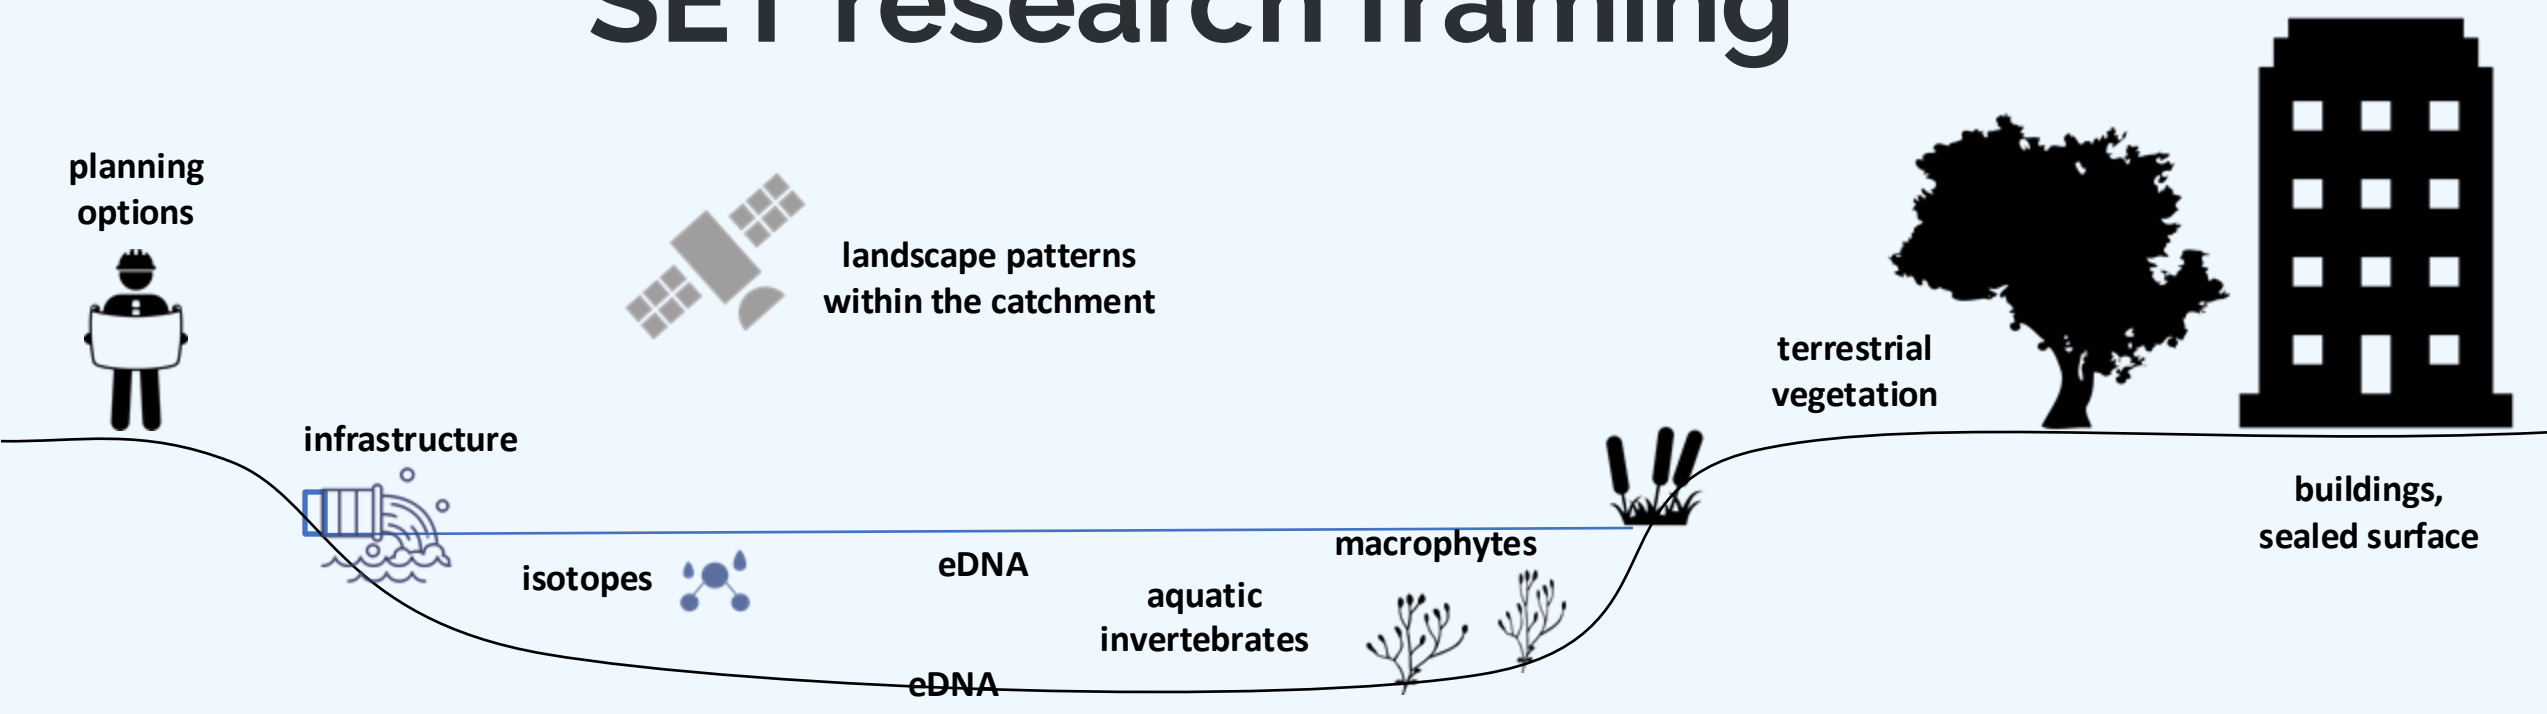 SET research framing
planning
options
landscape patterns
within the catchment
terrestrial
vegetation
infrastructure
buildings,
sealed surface
macrophytes
isotopes
eDNA
aquatic
invertebrates
eDNA